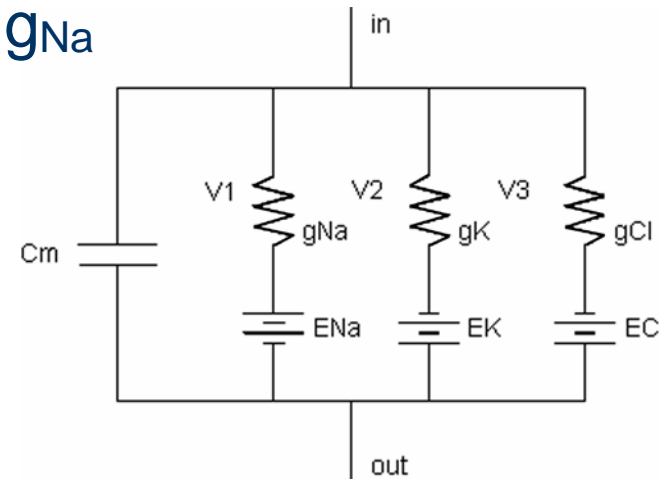 gNa
in
V1 V2 V3
gNa gK gCl
Cm
ENa EK EC
out